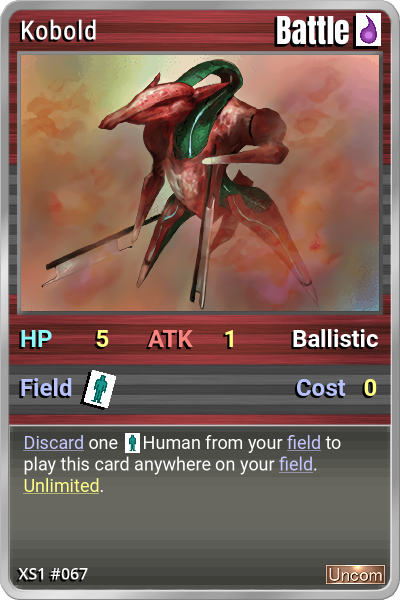 Kobold Battle
HP 5 ATK 1 Ballistic
Field Cost 0
Discard one Human from your field to
play this card anywhere on your field.
Unlimited.
XS1 #067 Uncom